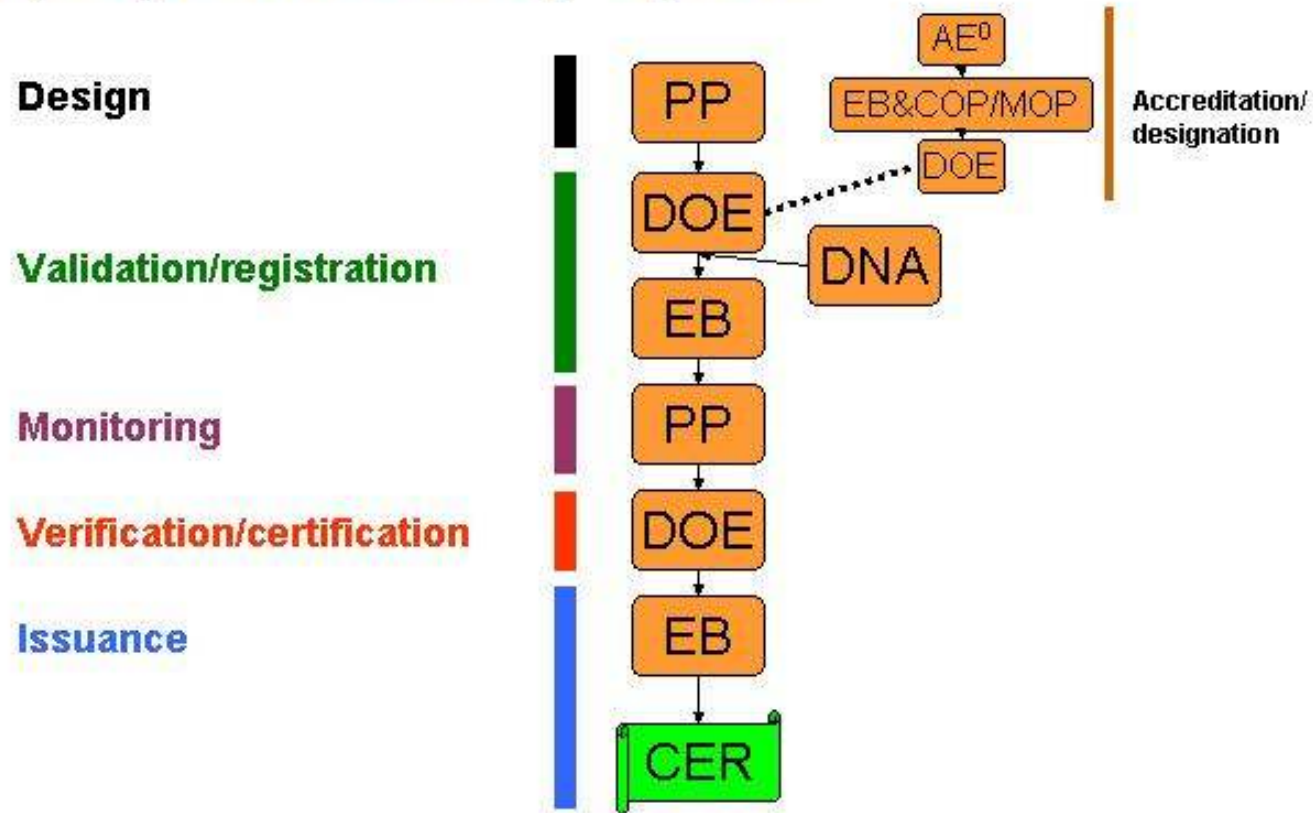 AE⁰
Design
PP
EB&COP/MOP
Accreditation/
designation
DOE
DOE
Validation/registration
DNA
EB
Monitoring
PP
Verification/certification
DOE
Issuance
EB
CER